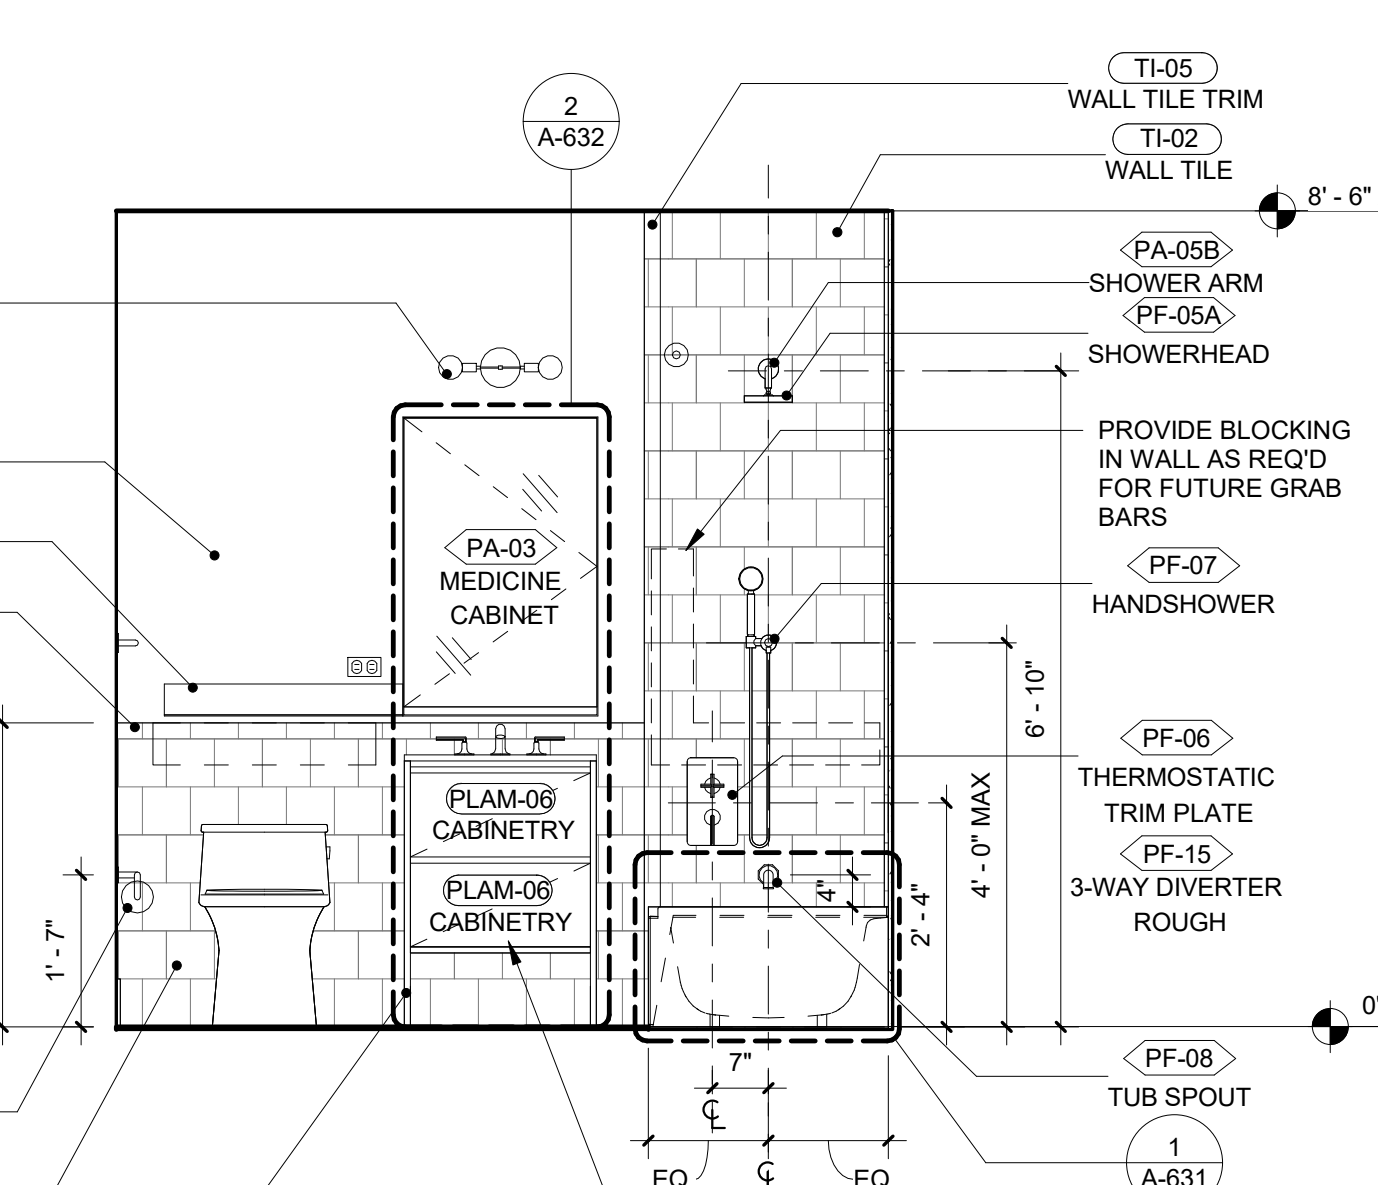 TI-05
WALL TILE TRIM
2
A-632
TI-02
WALL TILE
8' - 6"
PA-05B
SHOWER ARM
PF-05A
SHOWERHEAD
PROVIDE BLOCKING
IN WALL AS REQ'D
FOR FUTURE GRAB
BARS
PA-03
MEDICINE
CABINET
PF-07
HANDSHOWER
6' - 10"
PF-06
THERMOSTATIC
TRIM PLATE
PLAM-06
CABINETRY
4' - 0" MAX
PF-15
3-WAY DIVERTER
ROUGH
PLAM-06
CABINETRY
4"
2' - 4"
1' - 7"
0'
7"
PF-08
TUB SPOUT
CL
1
A-631
EQ
CL
EQ